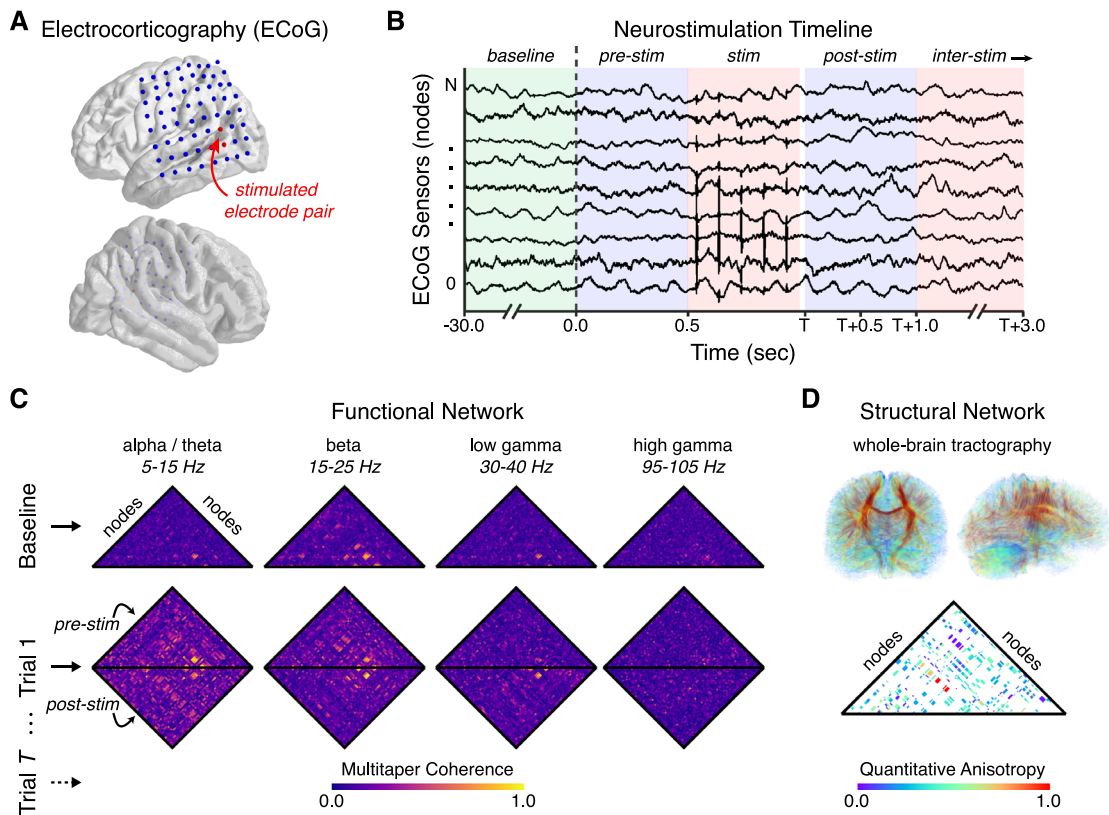 A
Electrocorticography (ECoG)
stimulated
electrode pair
B
Neurostimulation Timeline
baseline pre-stim stim post-stim inter-stim
ECoG Sensors (nodes)
N
0
-30.0 0.0 0.5 T T+0.5 T+1.0 T+3.0
Time (sec)
C
Functional Network
alpha / theta beta low gamma high gamma
5-15 Hz 15-25 Hz 30-40 Hz 95-105 Hz
Baseline
nodes nodes
Trial 1
pre-stim
post-stim
...
Trial T
Multitaper Coherence
0.0 1.0
D
Structural Network
whole-brain tractography
nodes nodes
Quantitative Anisotropy
0.0 1.0